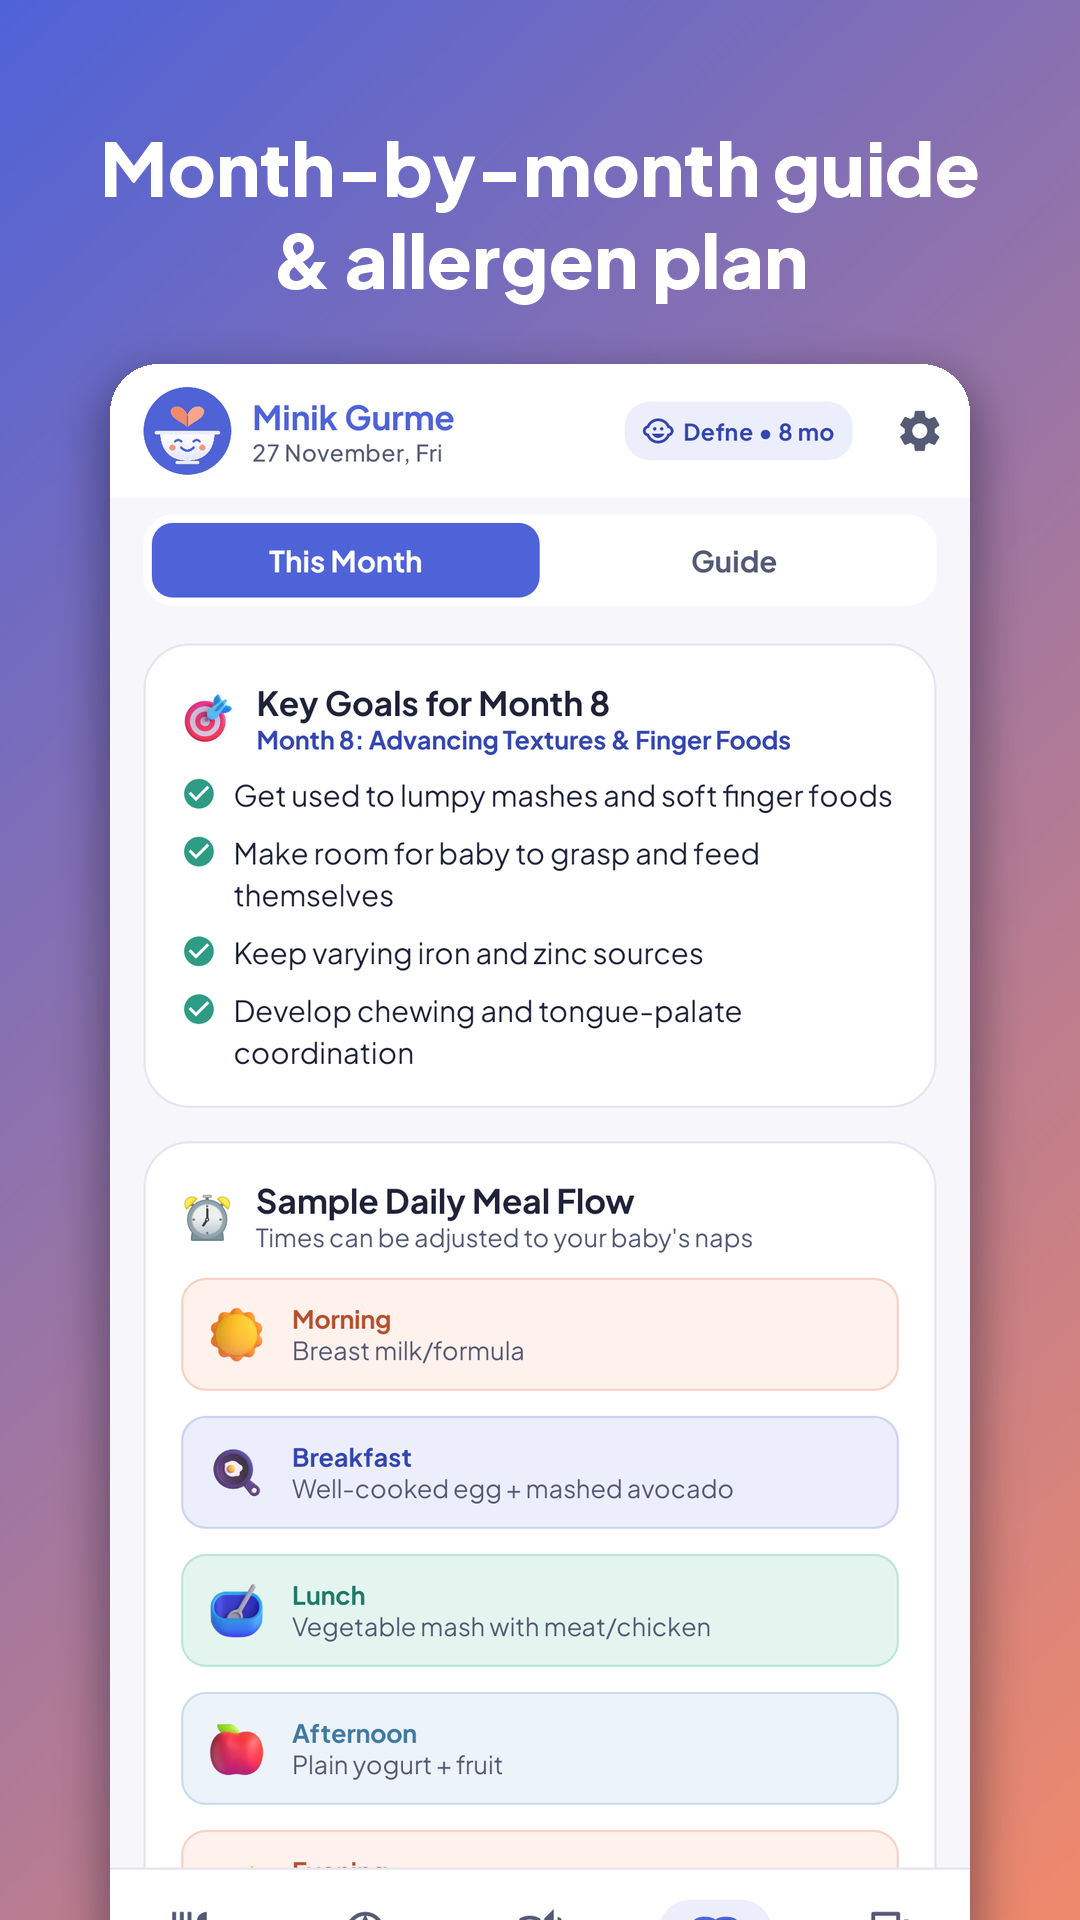 Month-by-month guide
& allergen plan
Minik Gurme
27 November, Fri
Defne • 8 mo
This Month
Guide
Key Goals for Month 8
Month 8: Advancing Textures & Finger Foods
Get used to lumpy mashes and soft finger foods
Make room for baby to grasp and feed
themselves
Keep varying iron and zinc sources
Develop chewing and tongue-palate
coordination
Sample Daily Meal Flow
Times can be adjusted to your baby's naps
Morning
Breast milk/formula
Breakfast
Well-cooked egg + mashed avocado
Lunch
Vegetable mash with meat/chicken
Afternoon
Plain yogurt + fruit